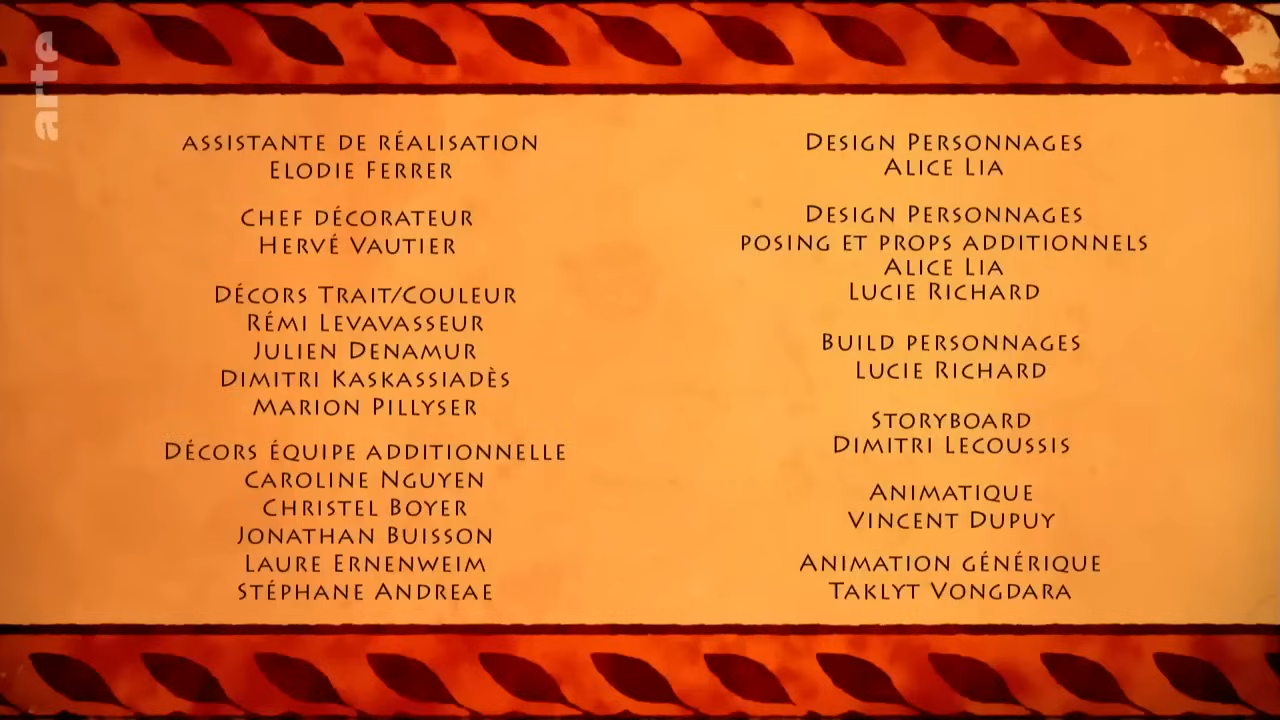 arte
Assistante de réalisation
Elodie Ferrer
Chef décorateur
Hervé Vautier
Décors Trait/Couleur
Rémi Levavasseur
Julien Denamur
Dimitri Kaskassiadès
Marion Pillyser
Décors équipe additionnelle
Caroline Nguyen
Christel Boyer
Jonathan Buisson
Laure Ernenweim
Stéphane Andreae
Design Personnages
Alice Lia
Design Personnages
posing et props additionnels
Alice Lia
Lucie Richard
Build personnages
Lucie Richard
Storyboard
Dimitri Lecoussis
Animatique
Vincent Dupuy
Animation générique
Taklyt Vongdara